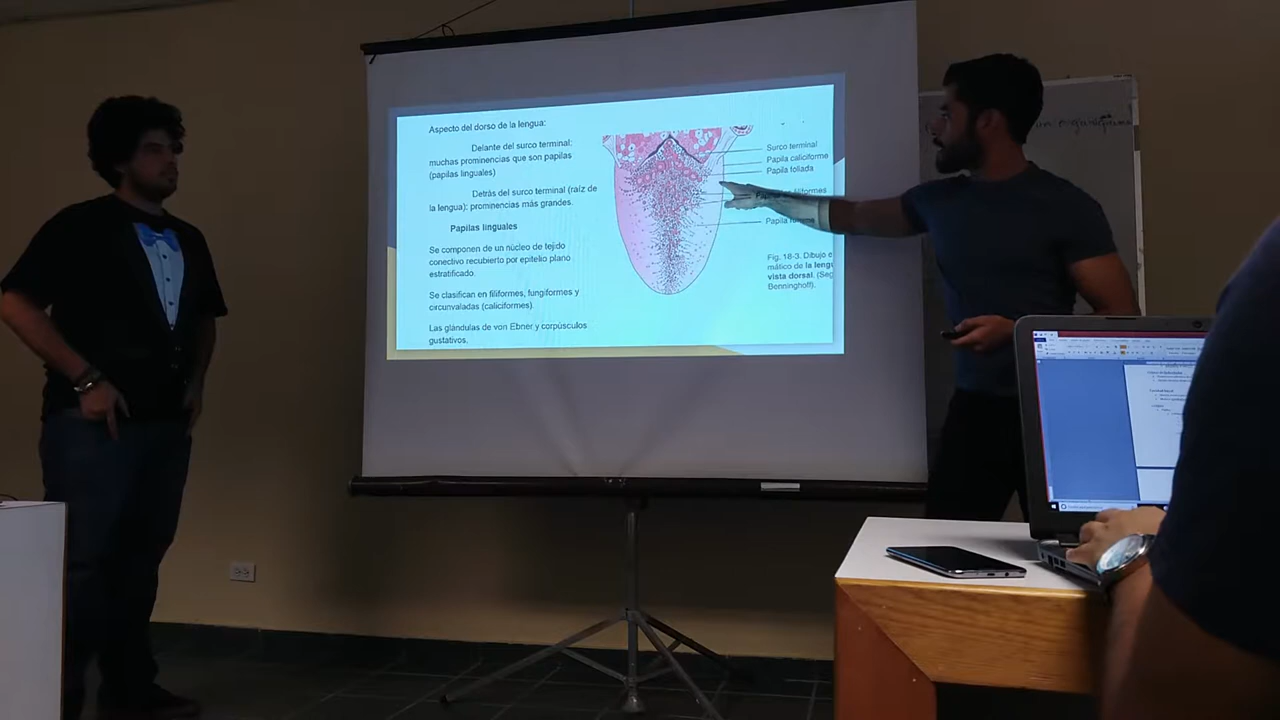 Aspecto del dorso de la lengua:
Delante del surco terminal:
muchas prominencias que son papilas
(papilas linguales)
Detrás del surco terminal (raíz de
la lengua): prominencias más grandes.
Papilas linguales
Se componen de un núcleo de tejido
conectivo recubierto por epitelio plano
estratificado.
Se clasifican en filiformes, fungiformes y
circunvaladas (caliciformes).
Las glándulas de von Ebner y corpúsculos
gustativos.
Surco terminal
Papila caliciforme
Papila foliada
filiformes
Papila
Fig. 18-3. Dibujo e
mático de la leng
vista dorsal. (Seg
Benninghoff).
un